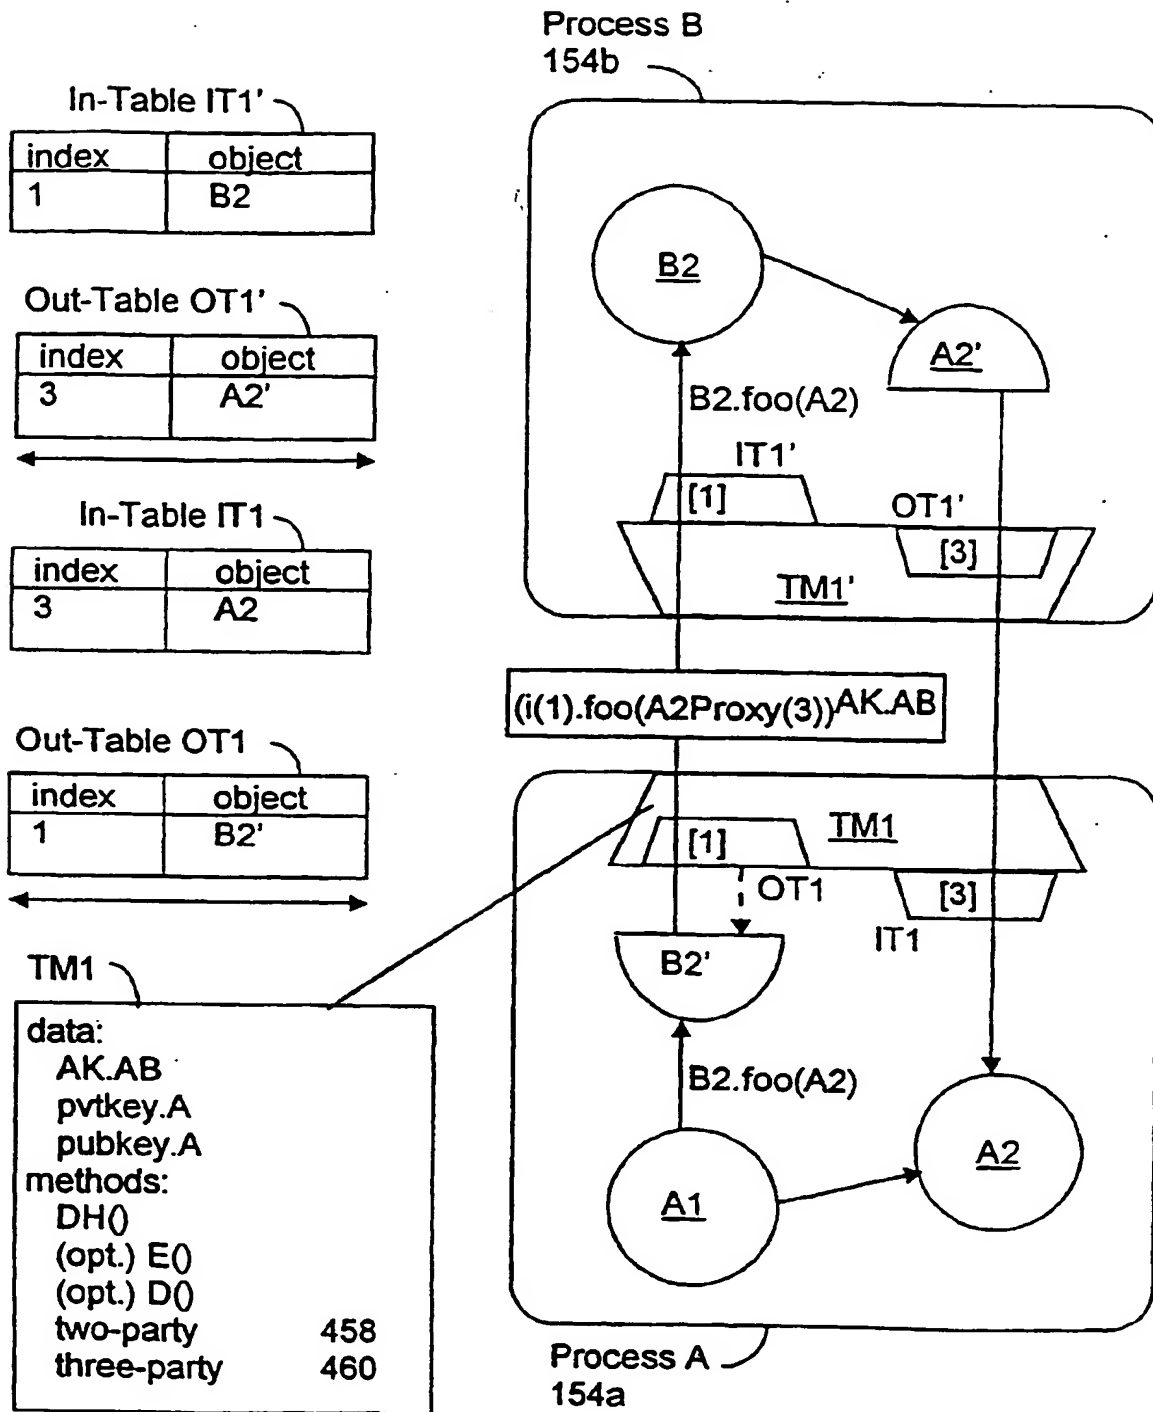 Process B
154b
In-Table IT1'
index object
1 B2
Out-Table OT1'
index object
3 A2'
In-Table IT1
index object
3 A2
Out-Table OT1
index object
1 B2'
TM1
data:
AK.AB
pvtkey.A
pubkey.A
methods:
DH()
(opt.) E()
(opt.) D()
two-party 458
three-party 460
B2
A2'
B2.foo(A2)
IT1'
[1]
OT1'
[3]
TM1'
(i(1).foo(A2Proxy(3))AK.AB
TM1
[1]
OT1
[3]
IT1
B2'
B2.foo(A2)
A1
A2
Process A
154a